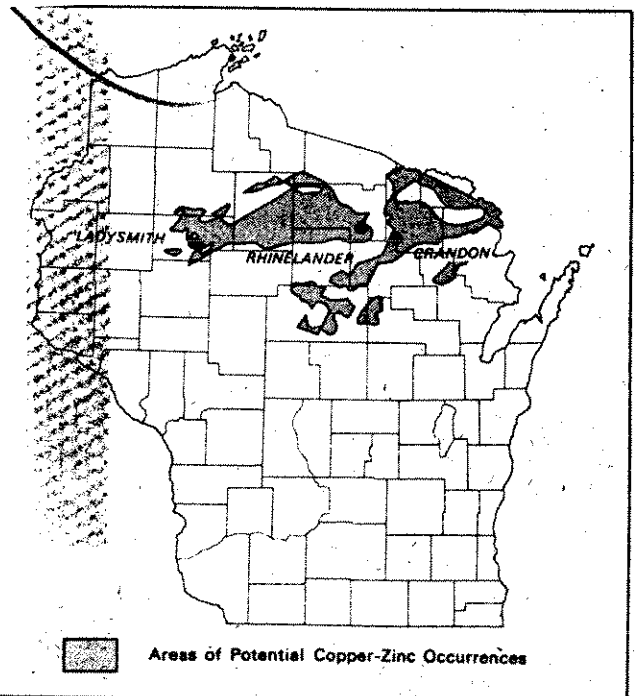 LADYSMITH
RHINELANDER
CRANDON
Areas of Potential Copper-Zinc Occurrences